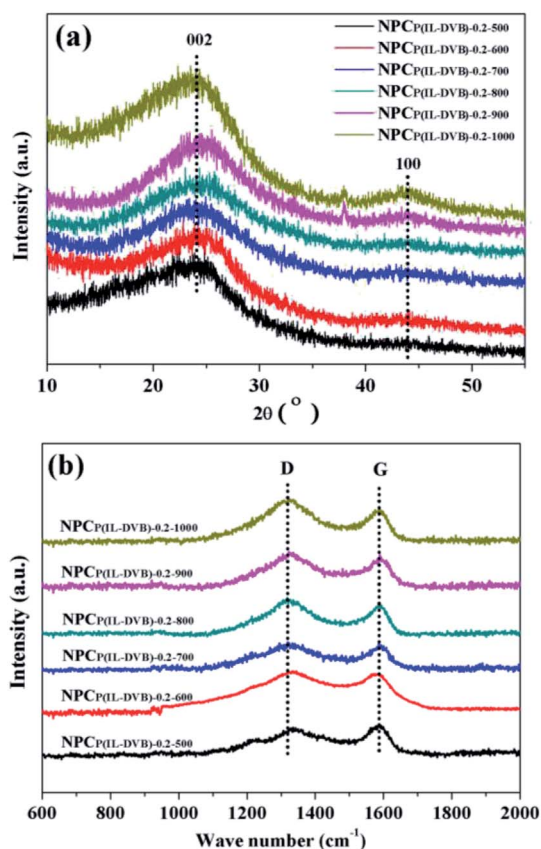 (a)
002
NPCP(IL-DVB)-0.2-500
NPCP(IL-DVB)-0.2-600
NPCP(IL-DVB)-0.2-700
NPCP(IL-DVB)-0.2-800
NPCP(IL-DVB)-0.2-900
NPCP(IL-DVB)-0.2-1000
100
Intensity (a.u.)
10 20 30 40 50
2θ (°)
(b)
D G
NPCP(IL-DVB)-0.2-1000
NPCP(IL-DVB)-0.2-900
NPCP(IL-DVB)-0.2-800
NPCP(IL-DVB)-0.2-700
NPCP(IL-DVB)-0.2-600
NPCP(IL-DVB)-0.2-500
Intensity (a.u.)
600 800 1000 1200 1400 1600 1800 2000
Wave number (cm-1)